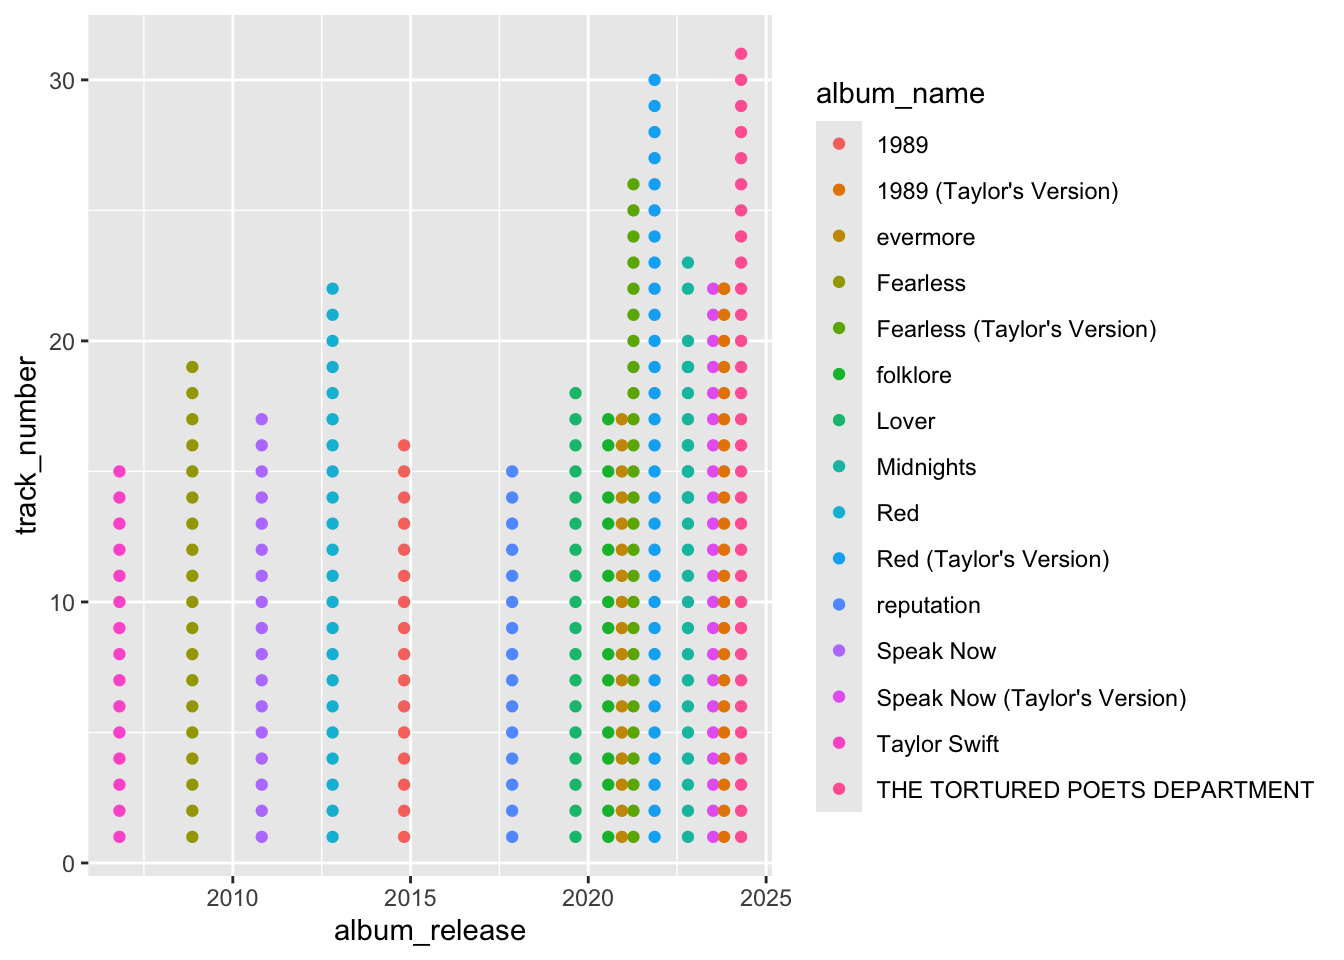 30
20
10
0
track_number
2010
2015
2020
2025
album_release
album_name
1989
1989 (Taylor's Version)
evermore
Fearless
Fearless (Taylor's Version)
folklore
Lover
Midnights
Red
Red (Taylor's Version)
reputation
Speak Now
Speak Now (Taylor's Version)
Taylor Swift
THE TORTURED POETS DEPARTMENT